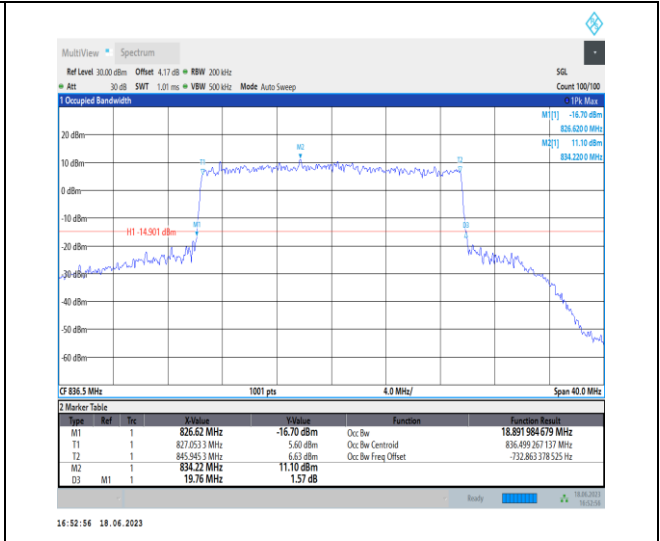 MultiView Spectrum
Ref Level 30.00 dBm Offset 4.17 dB RBW 200 kHz SGL
Att 30 dB SWT 1.01 ms VBW 500 kHz Mode Auto Sweep Count 100/100
1 Occupied Bandwidth 1Pk Max
M1[1] -16.70 dBm
826.620 0 MHz
M2[1] 11.10 dBm
834.220 0 MHz
20 dBm
M2
T1 T2
10 dBm
0 dBm
-10 dBm
M1 D3
H1 -14.901 dBm
-20 dBm
-30 dBm
-40 dBm
-50 dBm
-60 dBm
CF 836.5 MHz 1001 pts 4.0 MHz/ Span 40.0 MHz
2 Marker Table
Type Ref Trc X-Value Y-Value Function Function Result
M1 1 826.62 MHz -16.70 dBm Occ Bw 18.891 984 679 MHz
T1 1 827.053 3 MHz 5.60 dBm Occ Bw Centroid 836.499 267 137 MHz
T2 1 845.945 3 MHz 6.63 dBm Occ Bw Freq Offset -732.863 378 525 Hz
M2 1 834.22 MHz 11.10 dBm
D3 M1 1 19.76 MHz 1.57 dB
Ready 18.06.2023
16:52:56
16:52:56 18.06.2023